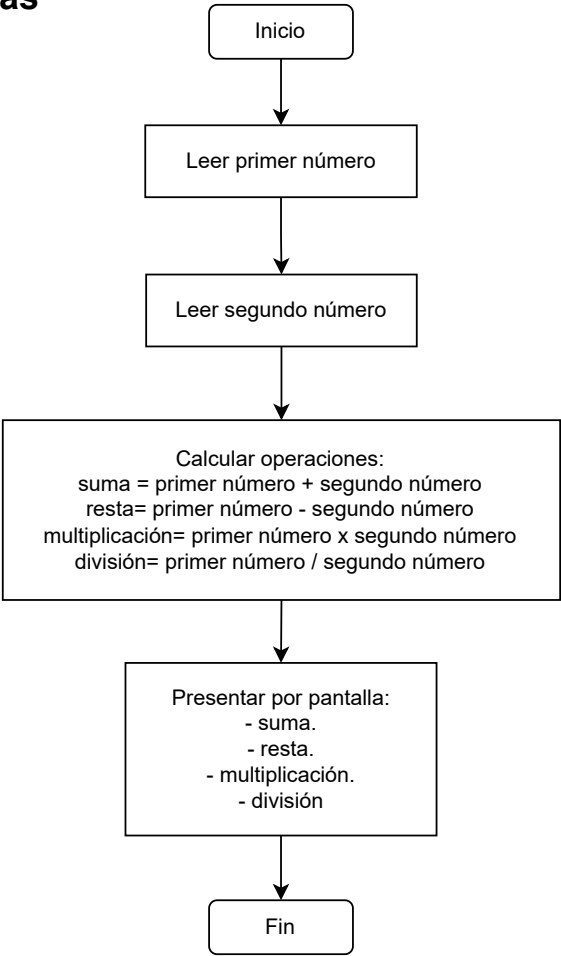 Inicio
Leer primer número
Leer segundo número
Calcular operaciones:
suma = primer número + segundo número
resta= primer número - segundo número
multiplicación= primer número x segundo número
división= primer número / segundo número
Presentar por pantalla:
- suma.
- resta.
- multiplicación.
- división
Fin